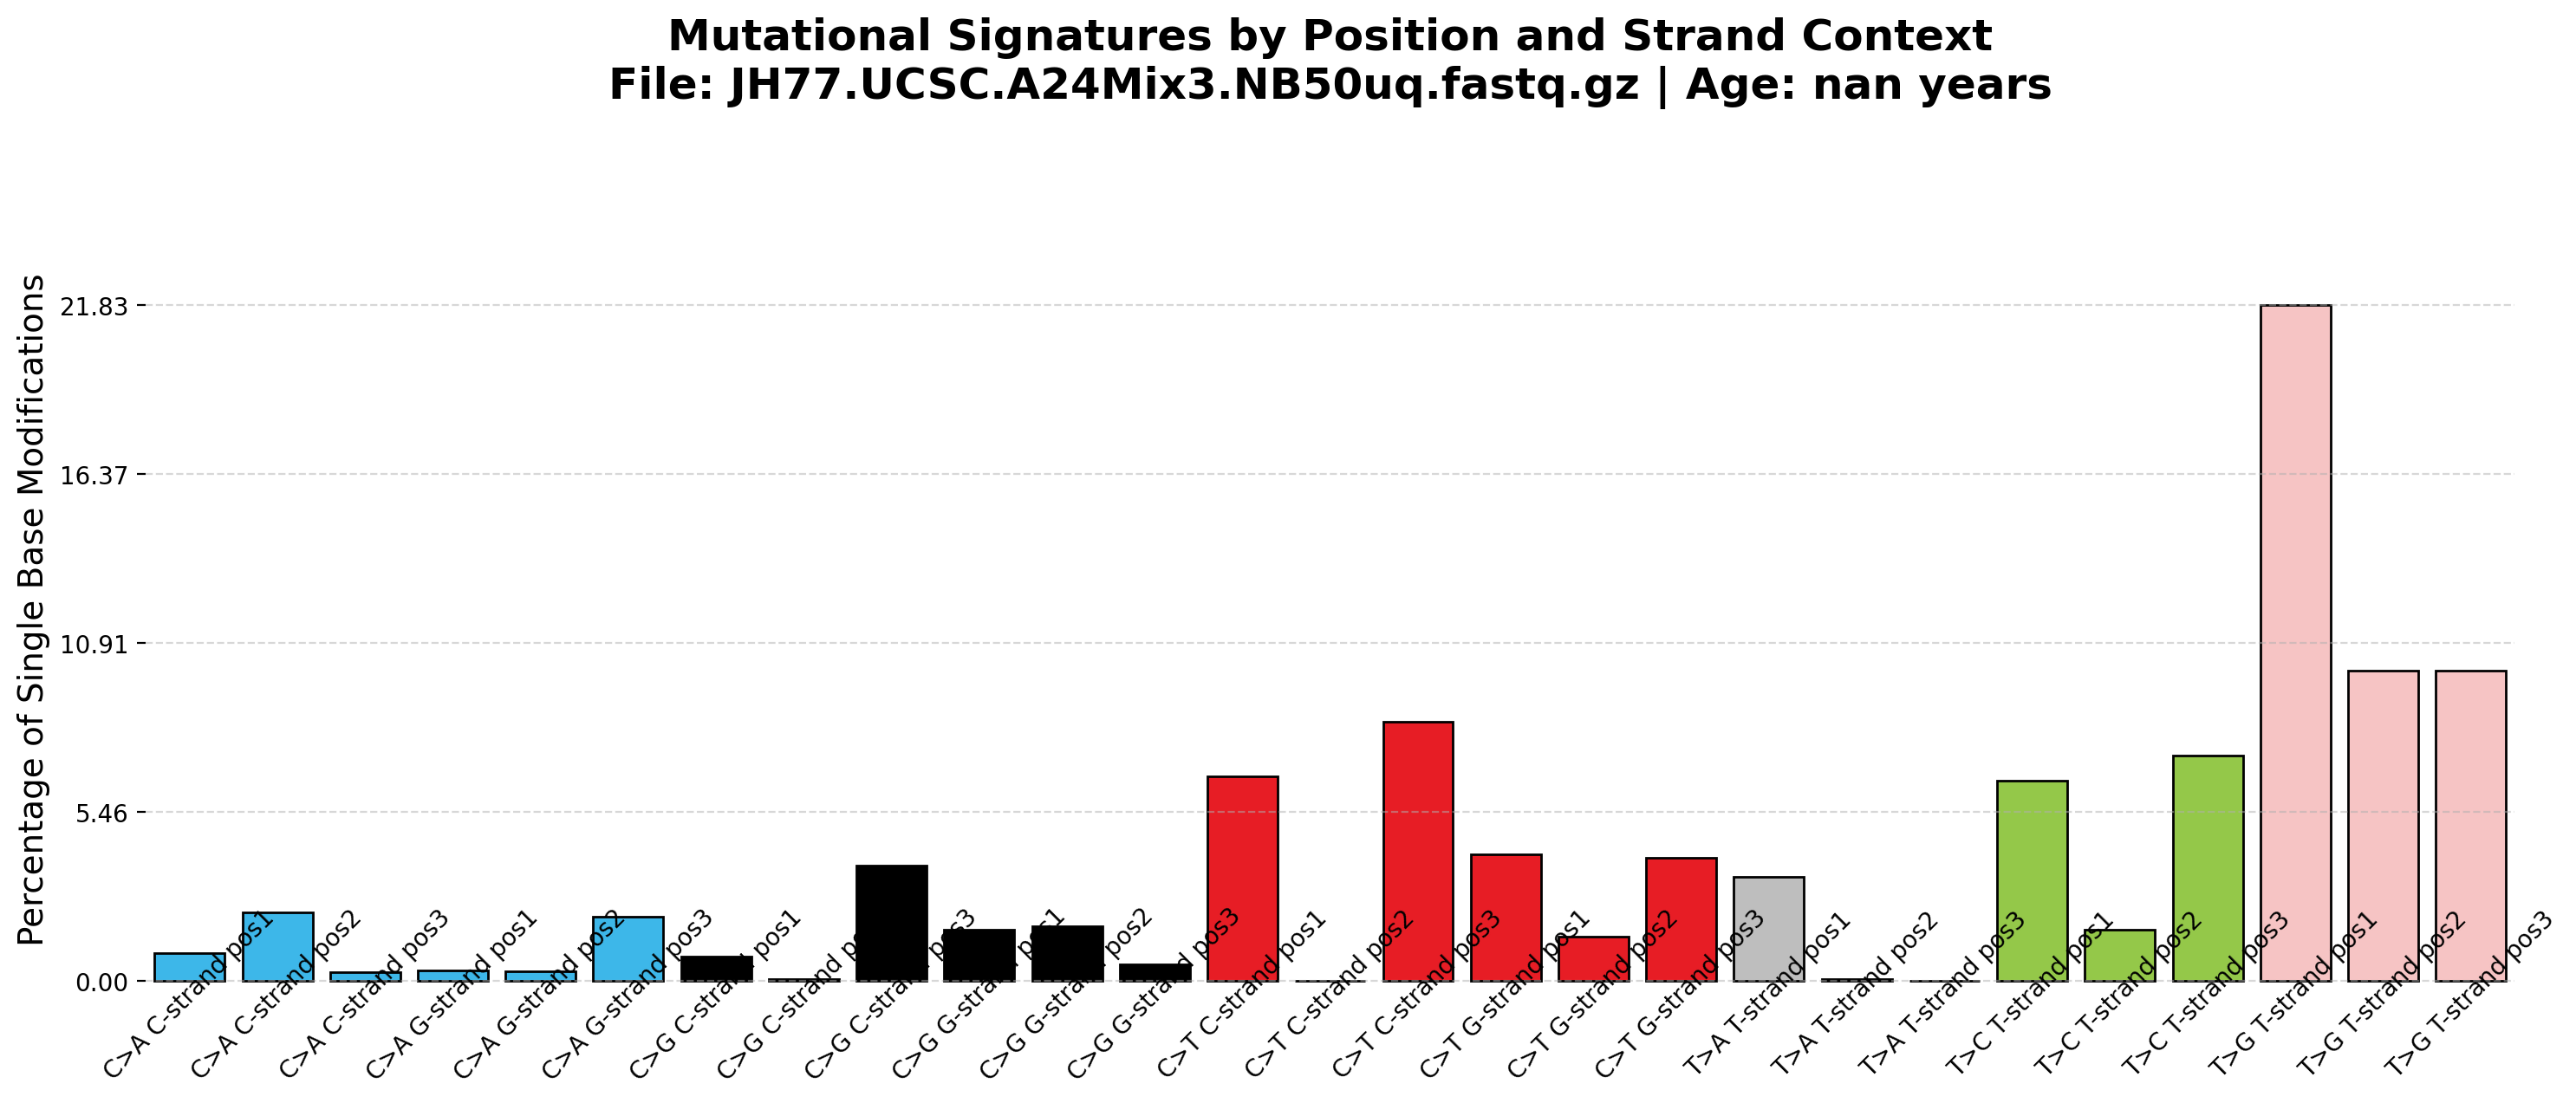 Mutational Signatures by Position and Strand Context
File: JH77.UCSC.A24Mix3.NB50uq.fastq.gz | Age: nan years
Percentage of Single Base Modifications
21.83
16.37
10.91
5.46
0.00
C>A C-strand pos1
C>A C-strand pos2
C>A C-strand pos3
C>A G-strand pos1
C>A G-strand pos2
C>A G-strand pos3
C>G C-strand pos1
C>G C-strand pos2
C>G C-strand pos3
C>G G-strand pos1
C>G G-strand pos2
C>G G-strand pos3
C>T C-strand pos1
C>T C-strand pos2
C>T C-strand pos3
C>T G-strand pos1
C>T G-strand pos2
C>T G-strand pos3
T>A T-strand pos1
T>A T-strand pos2
T>A T-strand pos3
T>C T-strand pos1
T>C T-strand pos2
T>C T-strand pos3
T>G T-strand pos1
T>G T-strand pos2
T>G T-strand pos3